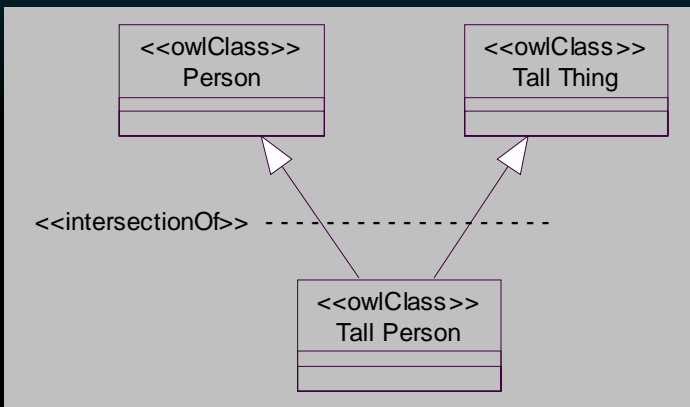 <<owlClass>>
Person
<<owlClass>>
Tall Thing
<<intersectionOf>>
<<owlClass>>
Tall Person